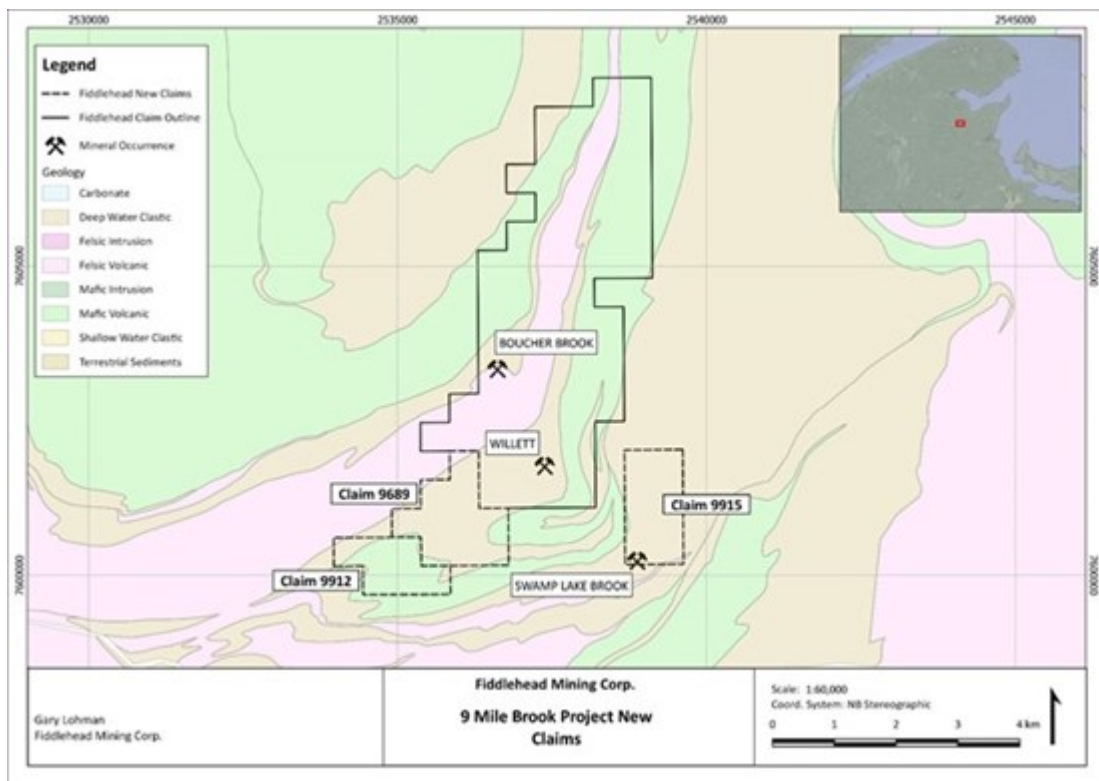 2530000
2535000
2540000
2545000
Legend
Fiddlehead New Claims
Fiddlehead Claim Outline
Mineral Occurrence
Geology
Carbonate
Deep Water Clastic
Felsic Intrusion
Felsic Volcanic
Mafic Intrusion
Mafic Volcanic
Shallow Water Clastic
Terrestrial Sediments
7605000
7605000
BOUCHER BROOK
WILLETT
Claim 9689
Claim 9915
Claim 9912
SWAMP LAKE BROOK
7600000
7600000
Gary Lohman
Fiddlehead Mining Corp.
Fiddlehead Mining Corp.
9 Mile Brook Project New
Claims
Scale: 1:60,000
Coord. System: NB Stereographic
0 1 2 3 4 km